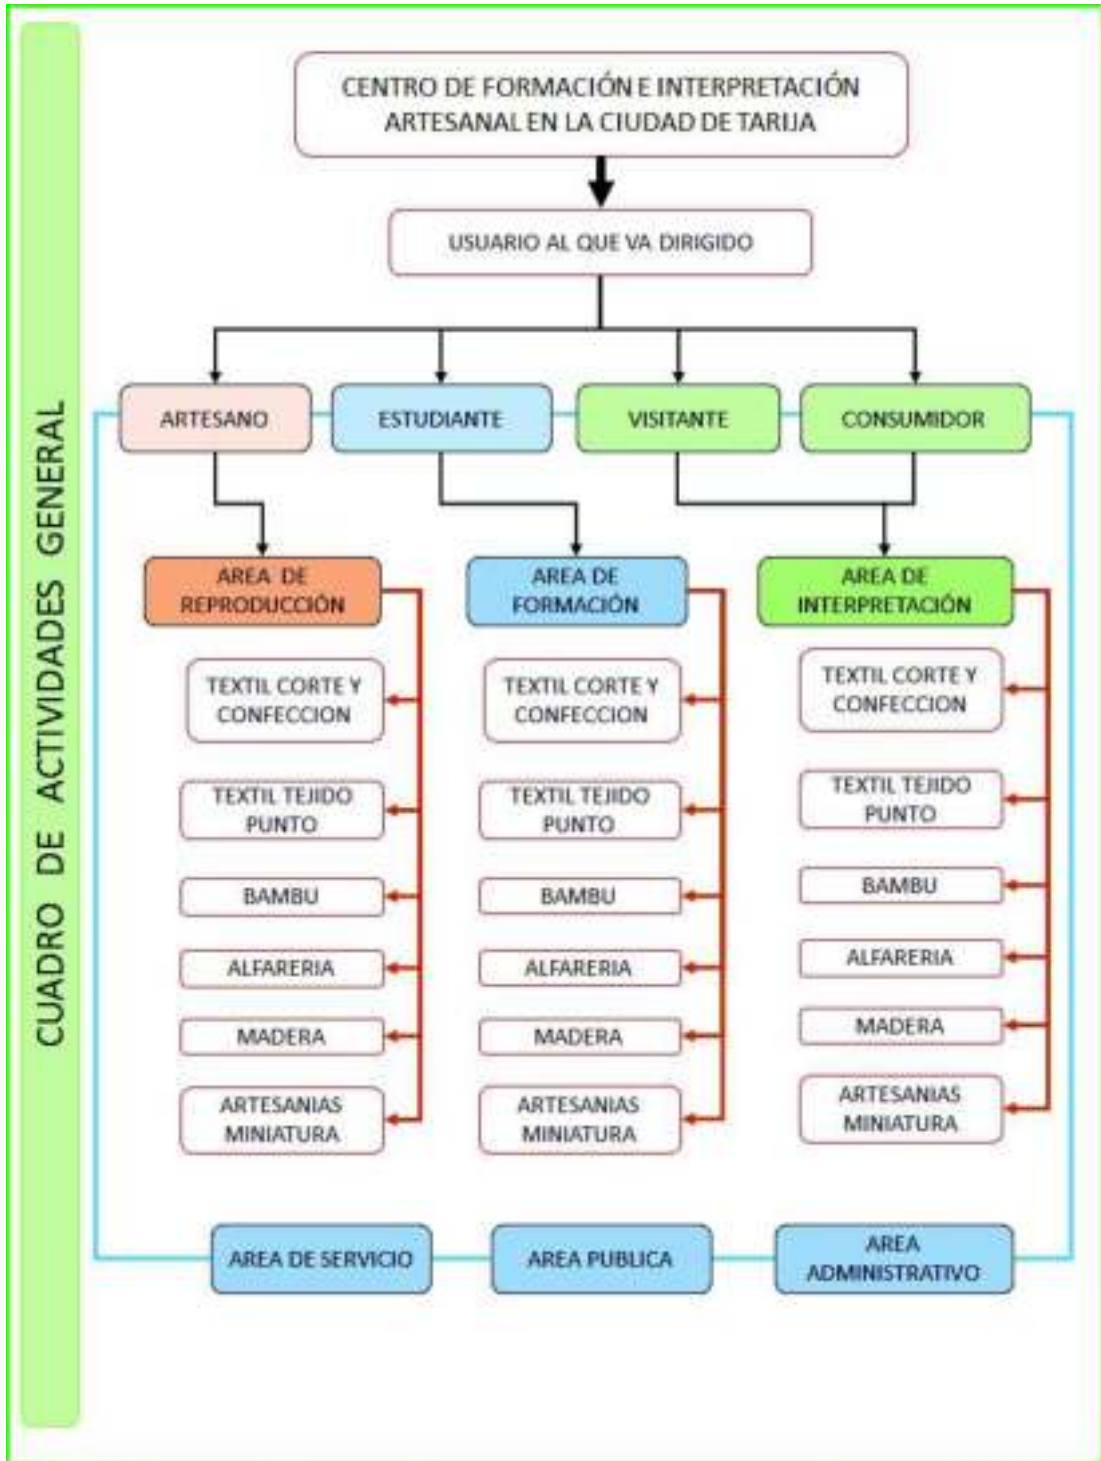 CUADRO DE ACTIVIDADES GENERAL
CENTRO DE FORMACIÓN E INTERPRETACIÓN
ARTESANAL EN LA CIUDAD DE TARIJA
USUARIO AL QUE VA DIRIGIDO
ARTESANO
ESTUDIANTE
VISITANTE
CONSUMIDOR
AREA DE
REPRODUCCIÓN
TEXTIL CORTE Y
CONFECCION
TEXTIL TEJIDO
PUNTO
BAMBU
ALFARERIA
MADERA
ARTESANIAS
MINIATURA
AREA DE
FORMACIÓN
TEXTIL CORTE Y
CONFECCION
TEXTIL TEJIDO
PUNTO
BAMBU
ALFARERIA
MADERA
ARTESANIAS
MINIATURA
AREA DE
INTERPRETACIÓN
TEXTIL CORTE Y
CONFECCION
TEXTIL TEJIDO
PUNTO
BAMBU
ALFARERIA
MADERA
ARTESANIAS
MINIATURA
AREA DE SERVICIO
AREA PUBLICA
AREA
ADMINISTRATIVO